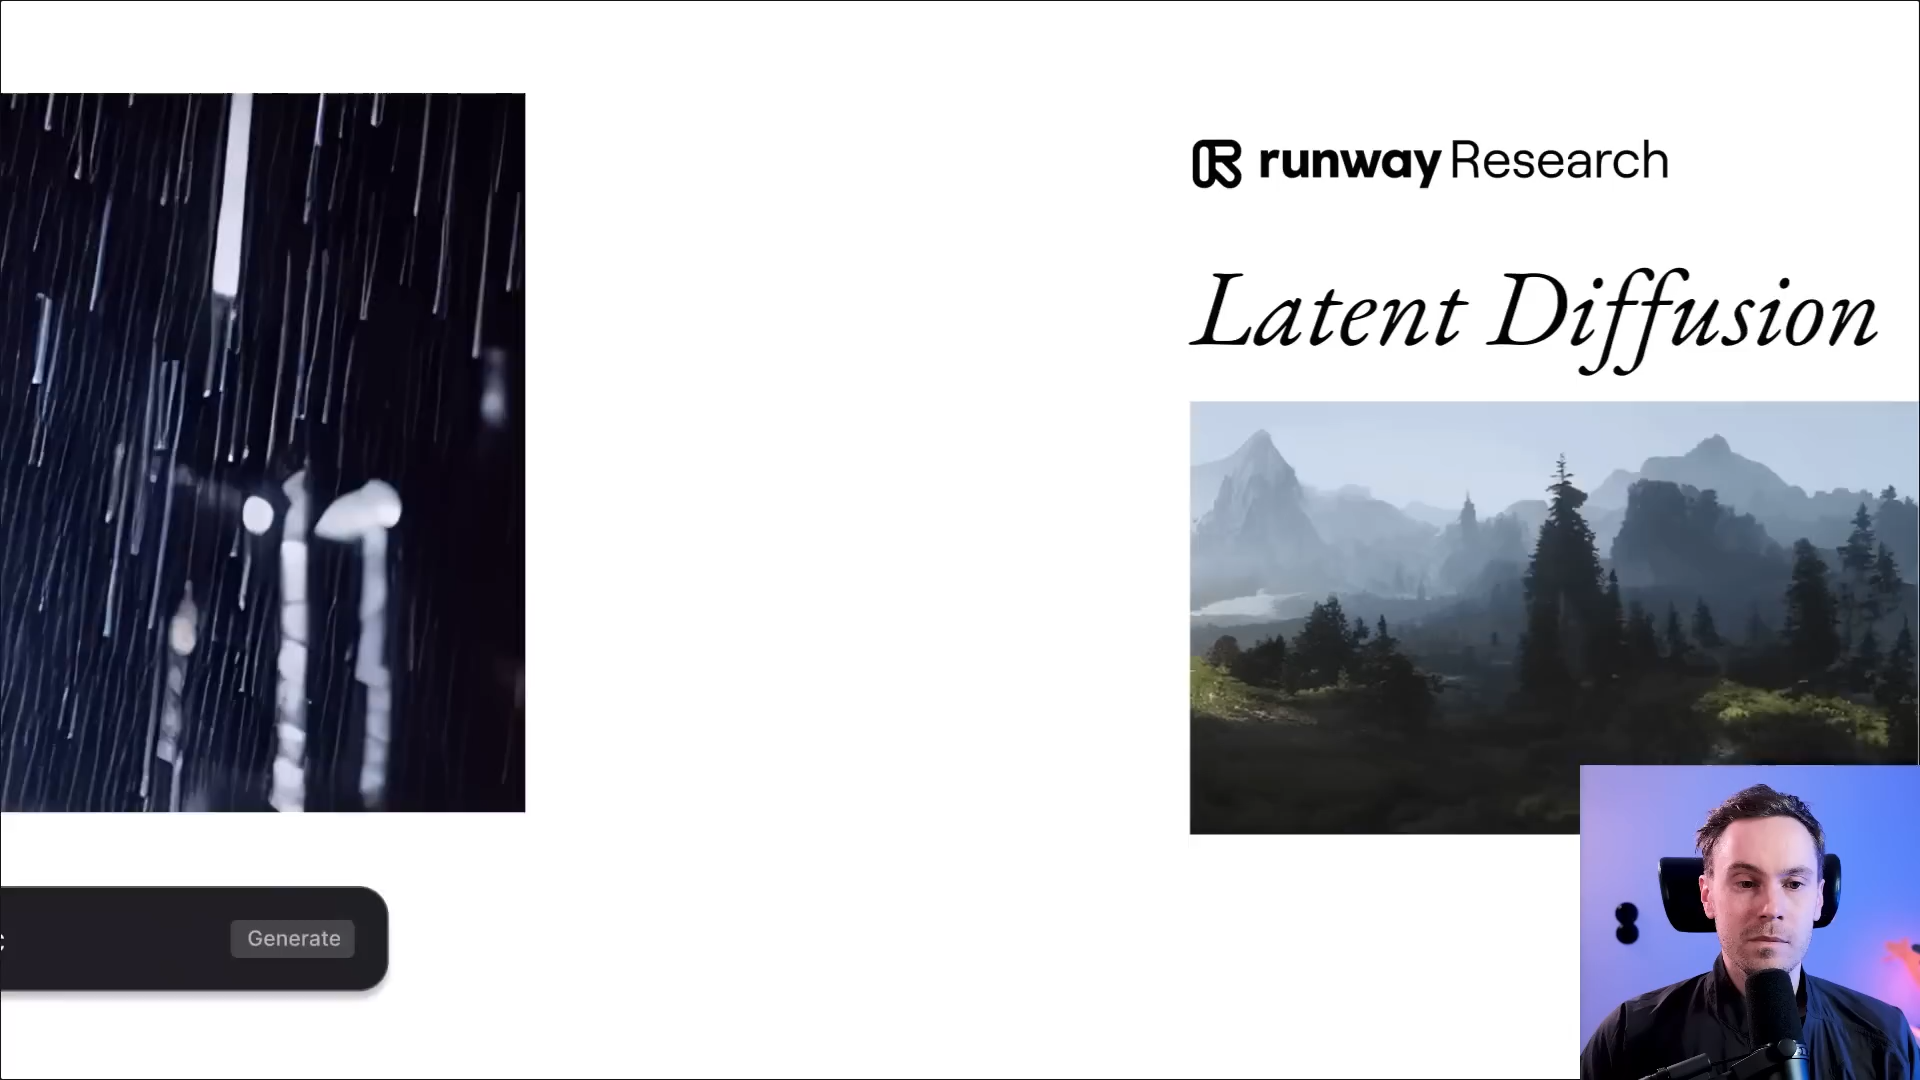 runway Research
Latent Diffusion
Generate